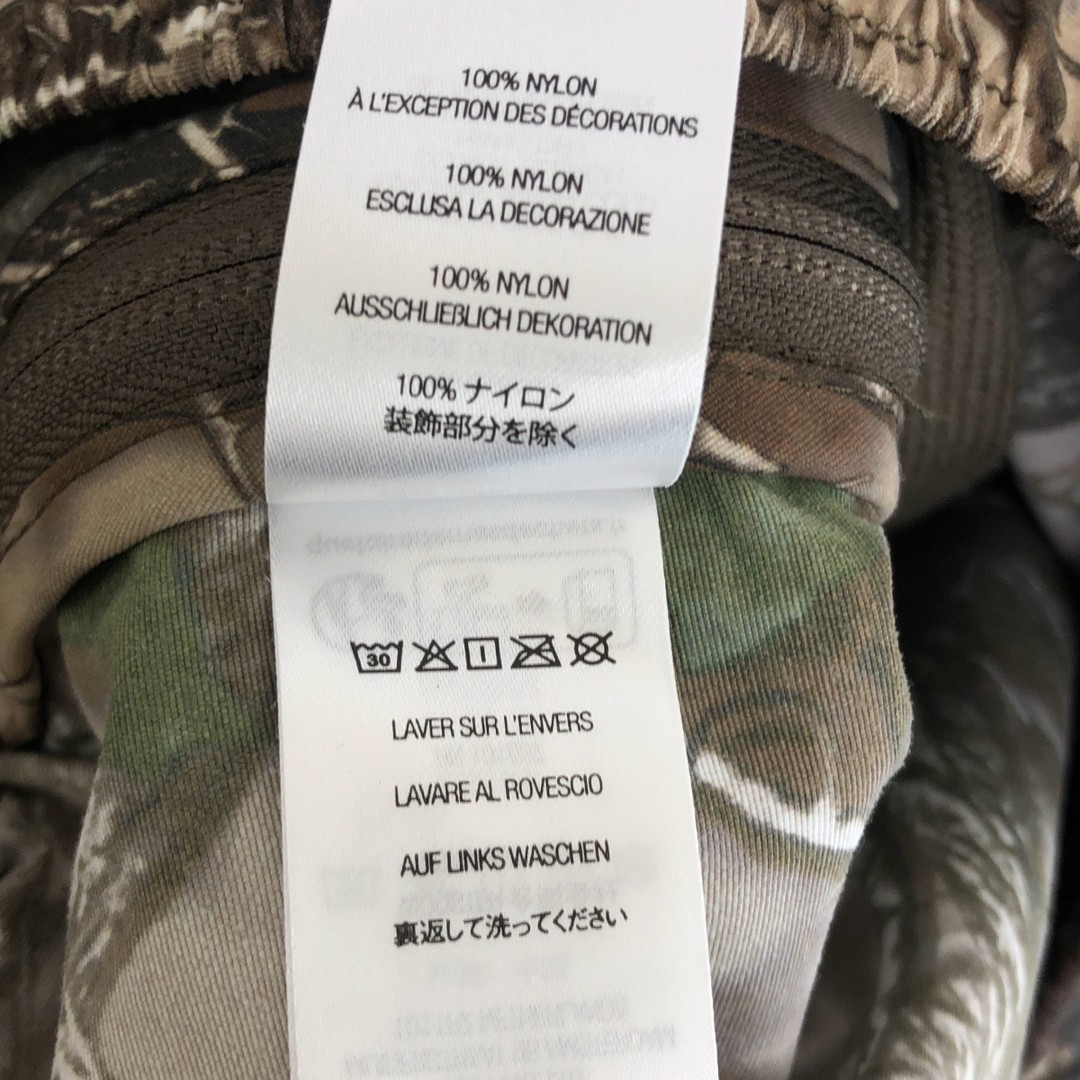 100% NYLON
À L'EXCEPTION DES DÉCORATIONS
100% NYLON
ESCLUSA LA DECORAZIONE
100% NYLON
AUSSCHLIEßLICH DEKORATION
100% ナイロン
装飾部分を除く
30
LAVER SUR L'ENVERS
LAVARE AL ROVESCIO
AUF LINKS WASCHEN
裏返して洗ってください